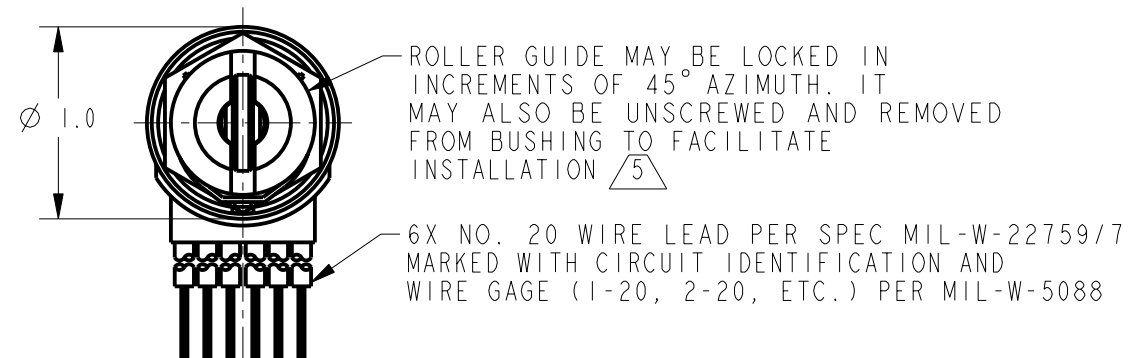 ROLLER GUIDE MAY BE LOCKED IN
INCREMENTS OF 45° AZIMUTH. IT
MAY ALSO BE UNSCREWED AND REMOVED
FROM BUSHING TO FACILITATE
INSTALLATION 5
Ø 1.0
6X NO. 20 WIRE LEAD PER SPEC MIL-W-22759/7
MARKED WITH CIRCUIT IDENTIFICATION AND
WIRE GAGE (1-20, 2-20, ETC.) PER MIL-W-5088